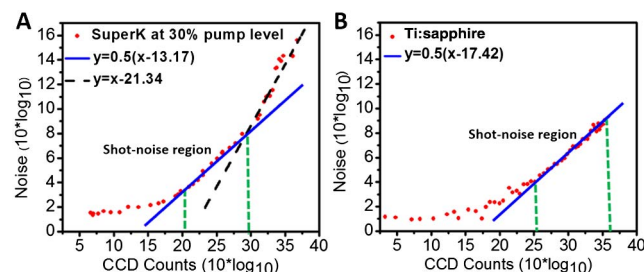 A
SuperK at 30% pump level
y=0.5(x-13.17)
y=x-21.34
Shot-noise region
Noise (10*log10)
16
14
12
10
8
6
4
2
0
5 10 15 20 25 30 35 40
CCD Counts (10*log10)
B
Ti:sapphire
y=0.5(x-17.42)
Shot-noise region
Noise (10*log10)
16
14
12
10
8
6
4
2
0
5 10 15 20 25 30 35 40
CCD Counts (10*log10)